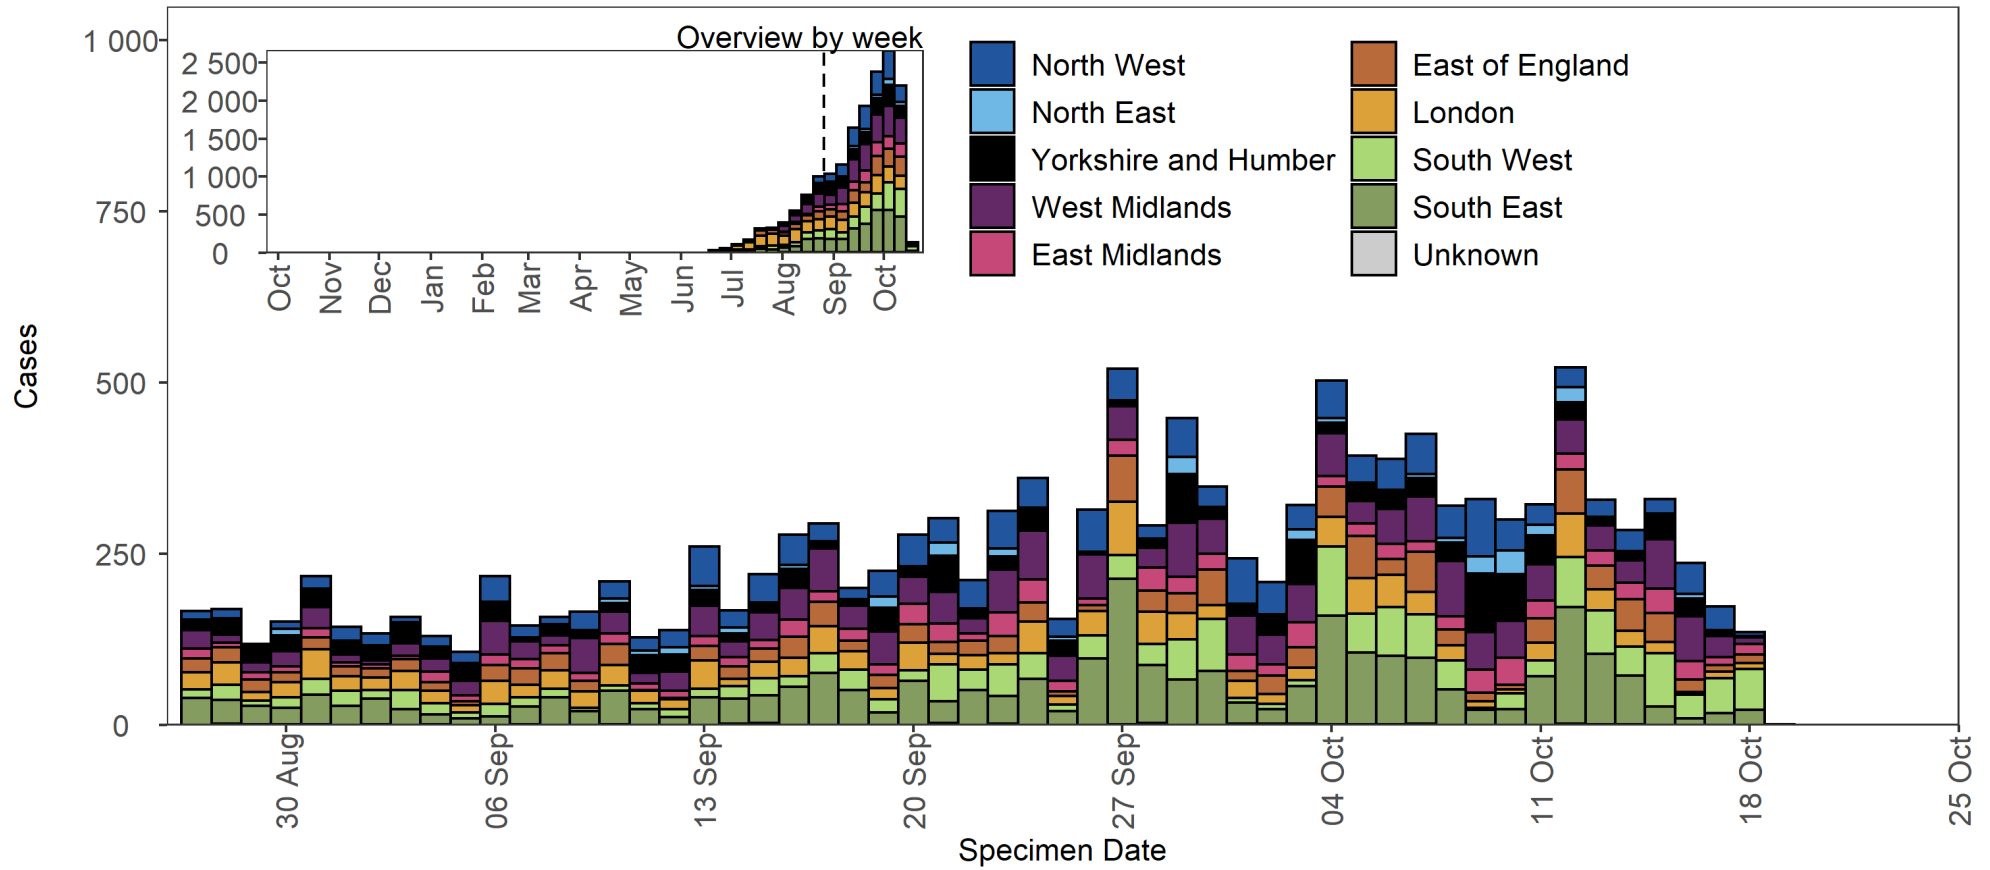 Overview by week
1 000
750
500
250
0
Cases
2 500
2 000
1 500
1 000
500
0
Oct
Nov
Dec
Jan
Feb
Mar
Apr
May
Jun
Jul
Aug
Sep
Oct
North West
North East
Yorkshire and Humber
West Midlands
East Midlands
East of England
London
South West
South East
Unknown
30 Aug
06 Sep
13 Sep
20 Sep
27 Sep
04 Oct
11 Oct
18 Oct
25 Oct
Specimen Date